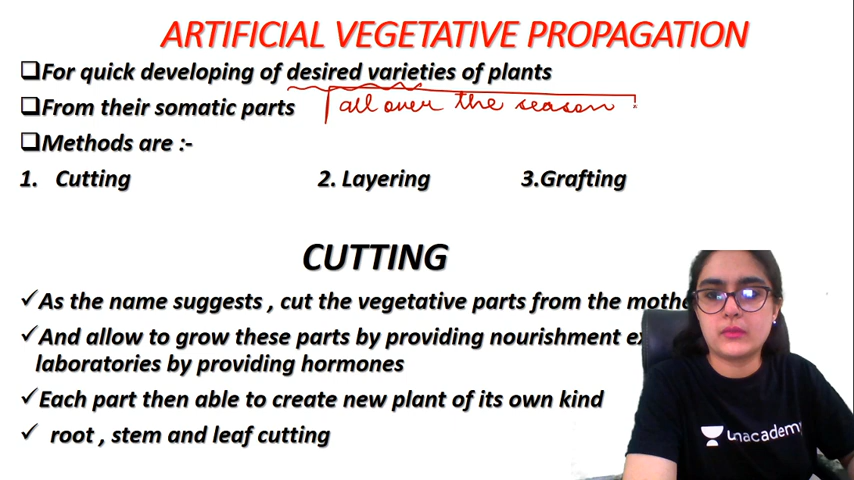 ARTIFICIAL VEGETATIVE PROPAGATION
For quick developing of desired varieties of plants
From their somatic parts all over the season
Methods are :-
1. Cutting 2. Layering 3.Grafting
CUTTING
As the name suggests , cut the vegetative parts from the
And allow to grow these parts by providing nourishment
laboratories by providing hormones
Each part then able to create new plant of its own kind
root , stem and leaf cutting
unacademy